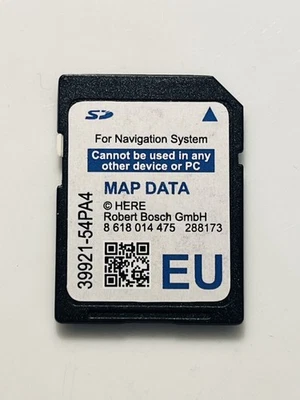 SD
For Navigation System
Cannot be used in any
other device or PC
MAP DATA
© HERE
Robert Bosch GmbH
8 618 014 475 288173
39921-54PA4
EU